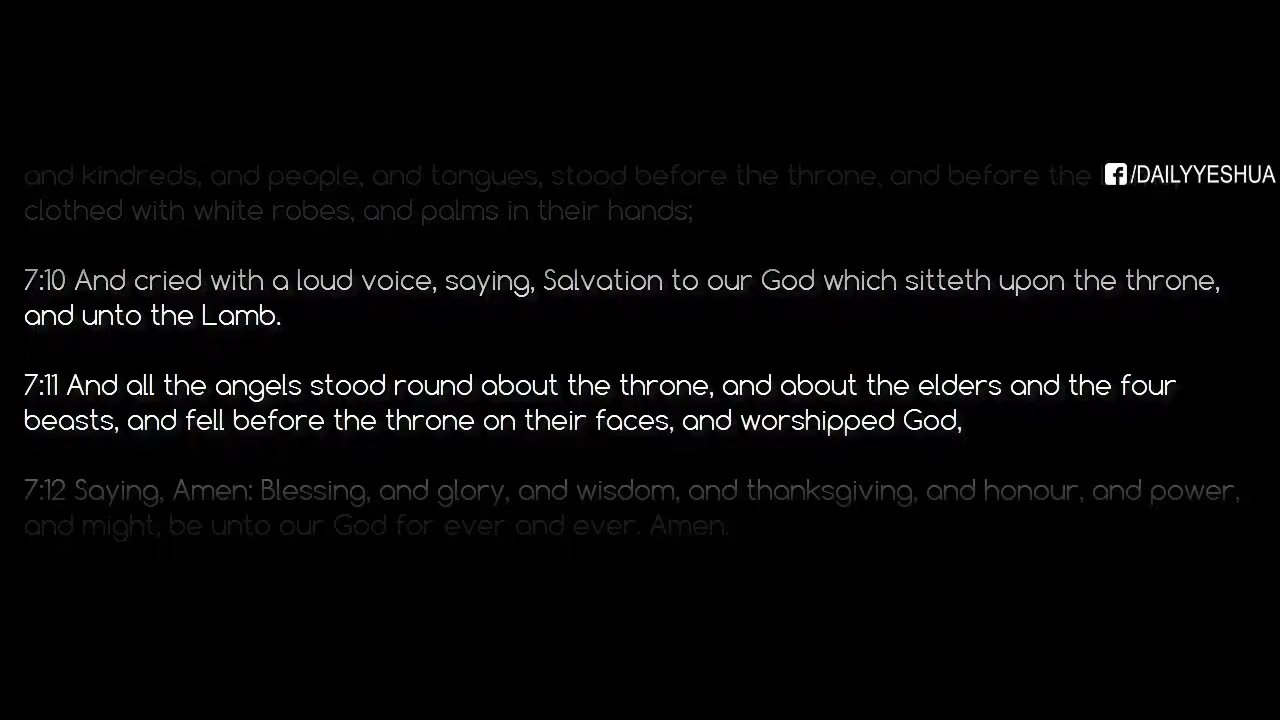 and kindreds, and people, and tongues, stood before the throne, and before the
/DAILYYESHUA
clothed with white robes, and palms in their hands;
7:10 And cried with a loud voice, saying, Salvation to our God which sitteth upon the throne,
and unto the Lamb.
7:11 And all the angels stood round about the throne, and about the elders and the four
beasts, and fell before the throne on their faces, and worshipped God,
7:12 Saying, Amen: Blessing, and glory, and wisdom, and thanksgiving, and honour, and power,
and might, be unto our God for ever and ever. Amen.